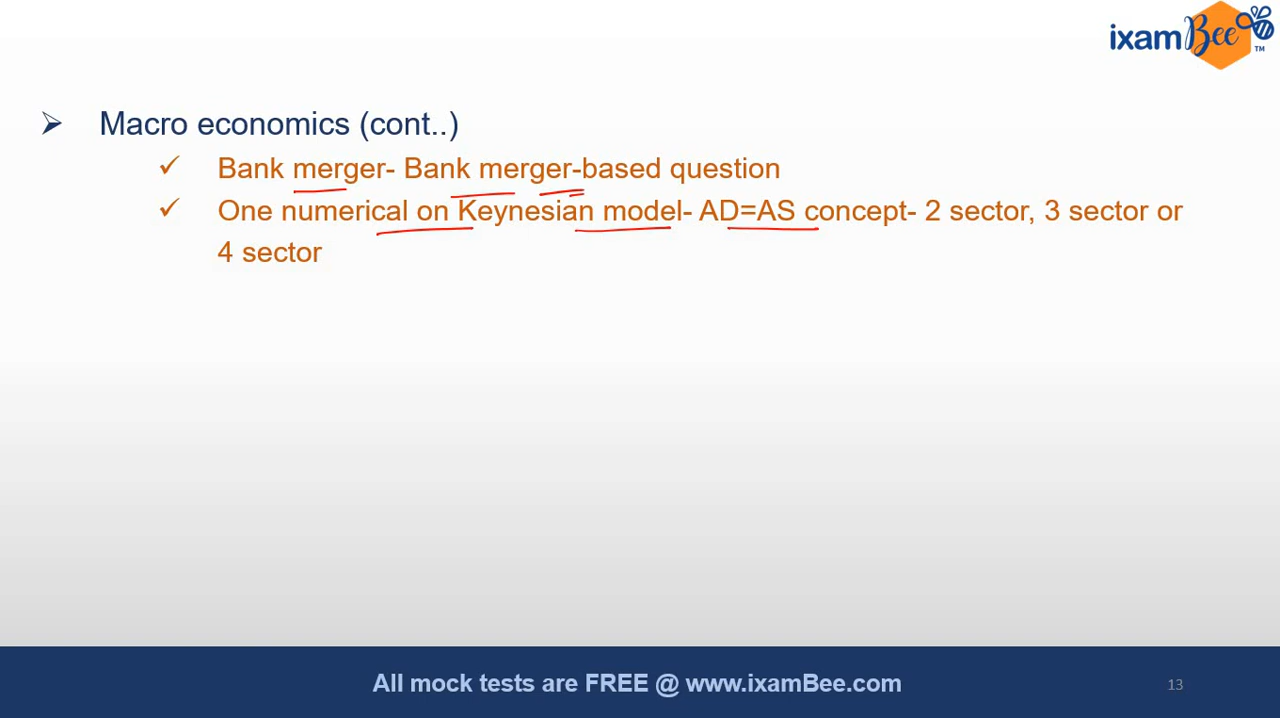 ixamBee TM
Macro economics (cont..)
Bank merger- Bank merger-based question
One numerical on Keynesian model- AD=AS concept- 2 sector, 3 sector or
4 sector
All mock tests are FREE @ www.ixamBee.com
13